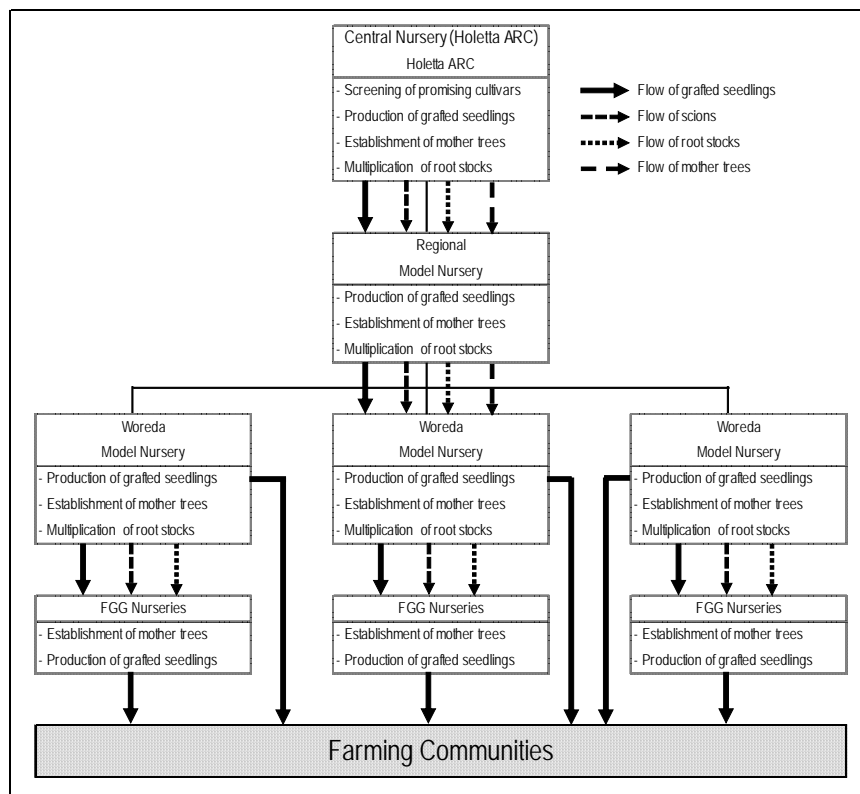 Central Nursery (Holetta ARC)
Holetta ARC
- Screening of promising cultivars
- Production of grafted seedlings
- Establishment of mother trees
- Multiplication of root stocks
Flow of grafted seedlings
Flow of scions
Flow of root stocks
Flow of mother trees
Regional
Model Nursery
- Production of grafted seedlings
- Establishment of mother trees
- Multiplication of root stocks
Woreda
Model Nursery
- Production of grafted seedlings
- Establishment of mother trees
- Multiplication of root stocks
Woreda
Model Nursery
- Production of grafted seedlings
- Establishment of mother trees
- Multiplication of root stocks
Woreda
Model Nursery
- Production of grafted seedlings
- Establishment of mother trees
- Multiplication of root stocks
FGG Nurseries
- Establishment of mother trees
- Production of grafted seedlings
FGG Nurseries
- Establishment of mother trees
- Production of grafted seedlings
FGG Nurseries
- Establishment of mother trees
- Production of grafted seedlings
Farming Communities